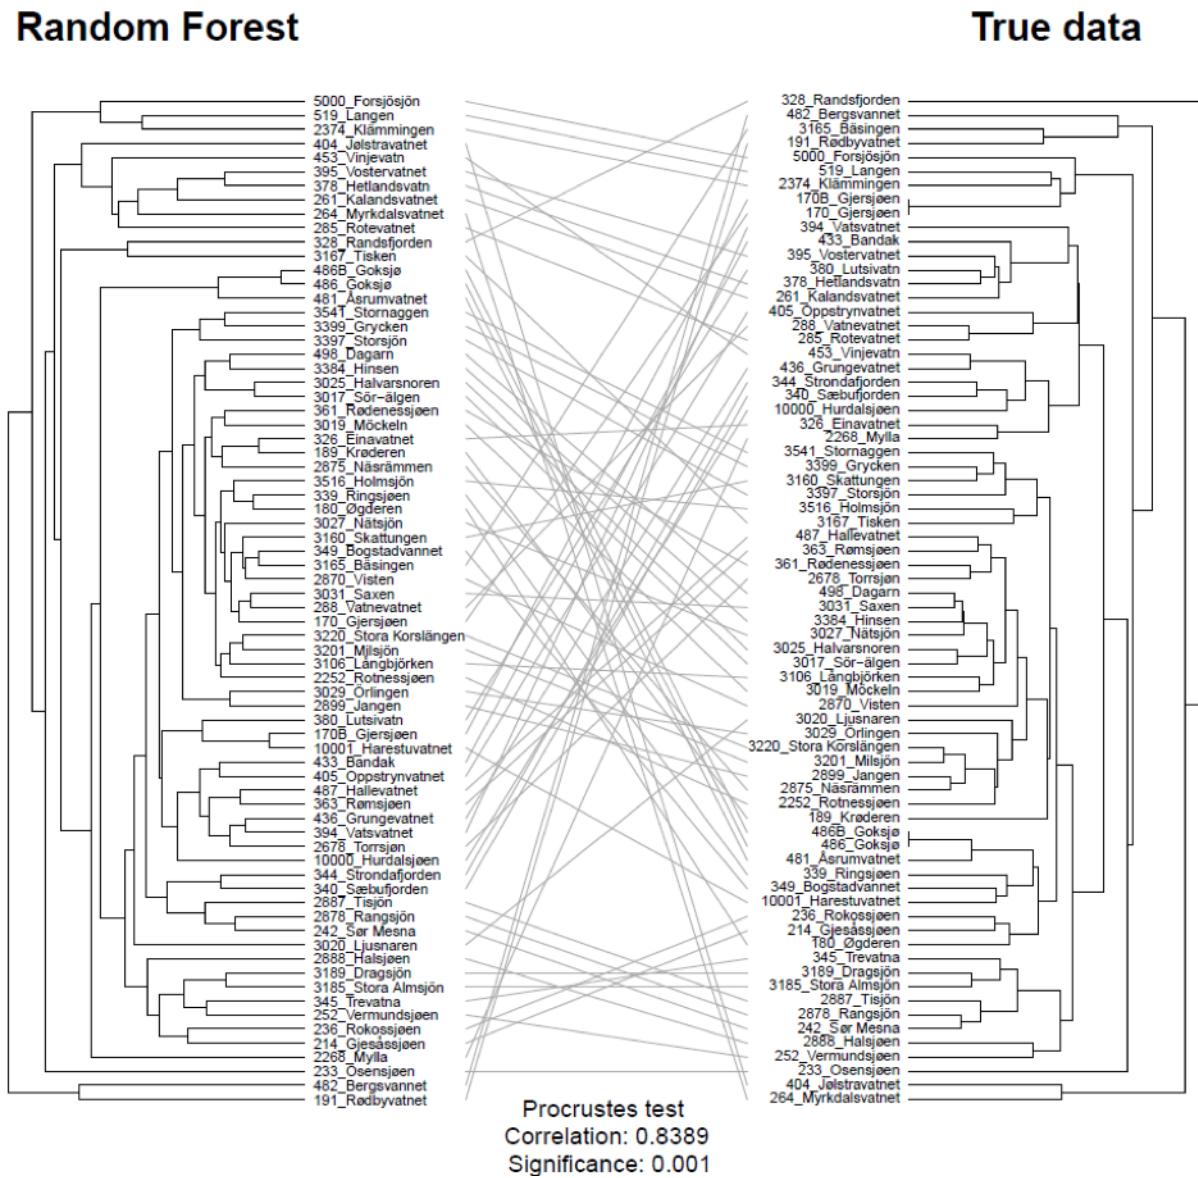 Random Forest
True data
5000_Forsjösjön
519_Langen
2374_Klämmingen
404_Jølstravatnet
453_Vinjevatn
395_Vostervatnet
378_Hetlandsvatn
261_Kalandsvatnet
264_Myrkdalsvatnet
285_Rotevatnet
328_Randsfjorden
3167_Tisken
486B_Goksjø
486_Goksjø
481_Åsrumvatnet
3541_Stornaggen
3399_Grycken
3397_Storsjön
498_Dagarn
3384_Hinsen
3025_Halvarsnoren
3017_Sör−älgen
361_Rødenessjøen
3019_Möckeln
326_Einavatnet
189_Krøderen
2875_Näsrämmen
3516_Holmsjön
339_Ringsjøen
180_Øgderen
3027_Nätsjön
3160_Skattungen
349_Bogstadvannet
3165_Bäsingen
2870_Visten
3031_Saxen
288_Vatnevatnet
170_Gjersjøen
3220_Stora Korslängen
3201_Milsjön
3106_Långbjörken
2252_Rotnessjøen
3029_Örlingen
2899_Jangen
380_Lutsivatn
170B_Gjersjøen
10001_Harestuvatnet
433_Bandak
405_Oppstrynvatnet
487_Hallevatnet
363_Rømsjøen
436_Grungevatnet
394_Vatsvatnet
2678_Torrsjøn
10000_Hurdalsjøen
344_Strondafjorden
340_Sæbufjorden
2887_Tisjön
2878_Rangsjön
242_Sør Mesna
3020_Ljusnaren
2888_Halsjøen
3189_Dragsjön
3185_Stora Almsjön
345_Trevatna
252_Vermundsjøen
236_Rokossjøen
214_Gjesåssjøen
2268_Mylla
233_Osensjøen
482_Bergsvannet
191_Rødbyvatnet
328_Randsfjorden
482_Bergsvannet
3165_Bäsingen
191_Rødbyvatnet
5000_Forsjösjön
519_Langen
2374_Klämmingen
170B_Gjersjøen
170_Gjersjøen
394_Vatsvatnet
433_Bandak
395_Vostervatnet
380_Lutsivatn
378_Hetlandsvatn
261_Kalandsvatnet
405_Oppstrynvatnet
288_Vatnevatnet
285_Rotevatnet
453_Vinjevatn
436_Grungevatnet
344_Strondafjorden
340_Sæbufjorden
10000_Hurdalsjøen
326_Einavatnet
2268_Mylla
3541_Stornaggen
3399_Grycken
3160_Skattungen
3397_Storsjön
3516_Holmsjön
3167_Tisken
487_Hallevatnet
363_Rømsjøen
361_Rødenessjøen
2678_Torrsjøn
498_Dagarn
3031_Saxen
3384_Hinsen
3027_Nätsjön
3025_Halvarsnoren
3017_Sör−älgen
3106_Långbjörken
3019_Möckeln
2870_Visten
3020_Ljusnaren
3029_Örlingen
3220_Stora Korslängen
3201_Milsjön
2899_Jangen
2875_Näsrämmen
2252_Rotnessjøen
189_Krøderen
486B_Goksjø
486_Goksjø
481_Åsrumvatnet
339_Ringsjøen
349_Bogstadvannet
10001_Harestuvatnet
236_Rokossjøen
214_Gjesåssjøen
180_Øgderen
345_Trevatna
3189_Dragsjön
3185_Stora Almsjön
2887_Tisjön
2878_Rangsjön
242_Sør Mesna
2888_Halsjøen
252_Vermundsjøen
233_Osensjøen
404_Jølstravatnet
264_Myrkdalsvatnet
Procrustes test
Correlation: 0.8389
Significance: 0.001